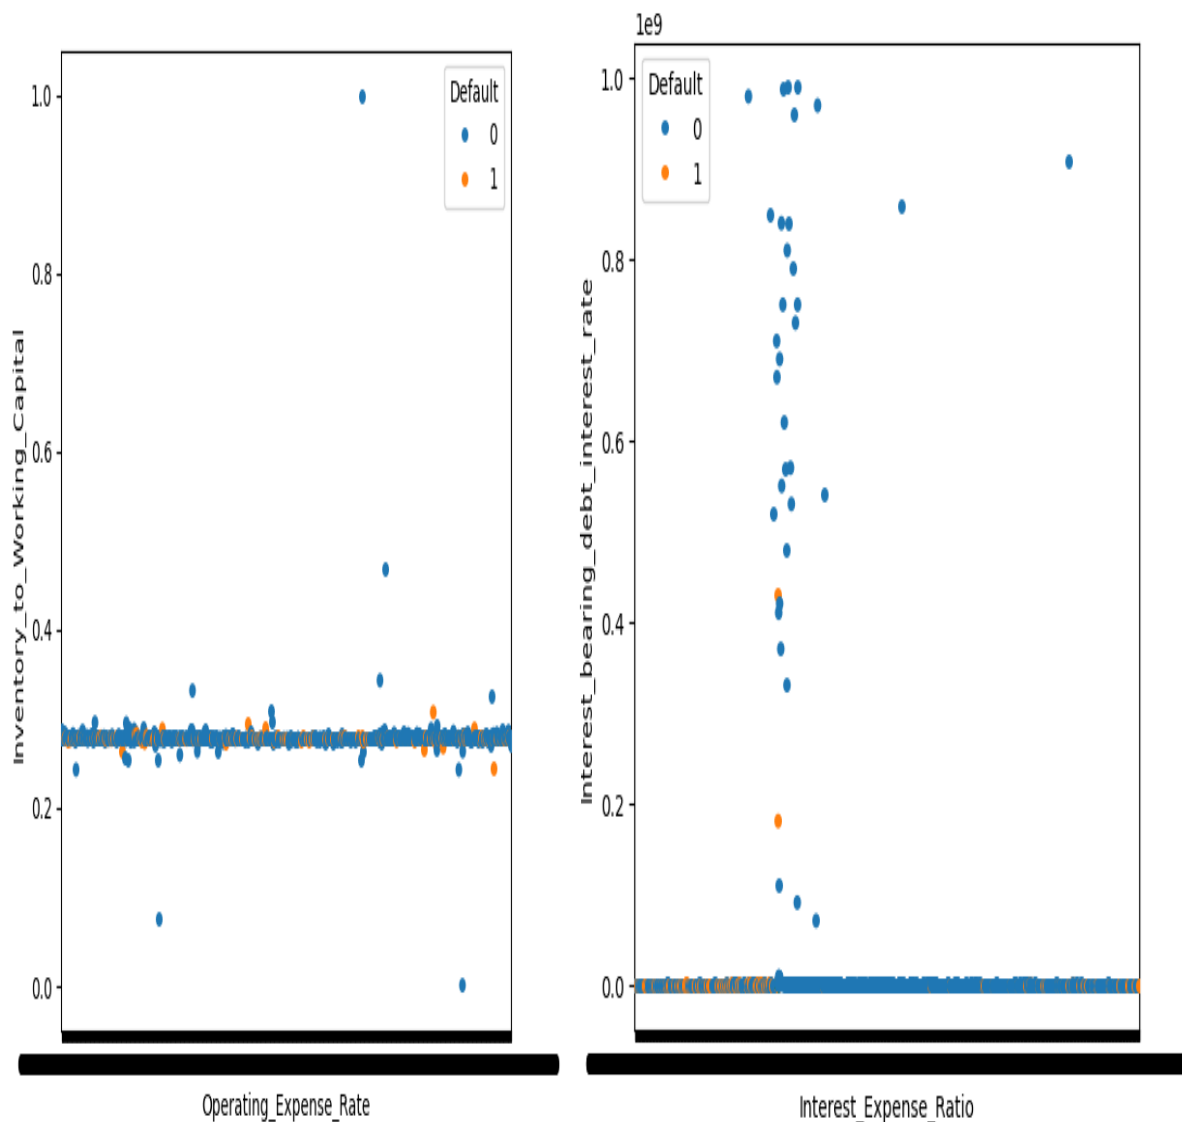 Inventory_to_Working_Capital
1.0
0.8
0.6
0.4
0.2
0.0
Default
0
1
Operating_Expense_Rate
1e9
Interest_bearing_debt_interest_rate
1.0
0.8
0.6
0.4
0.2
0.0
Default
0
1
Interest_Expense_Ratio